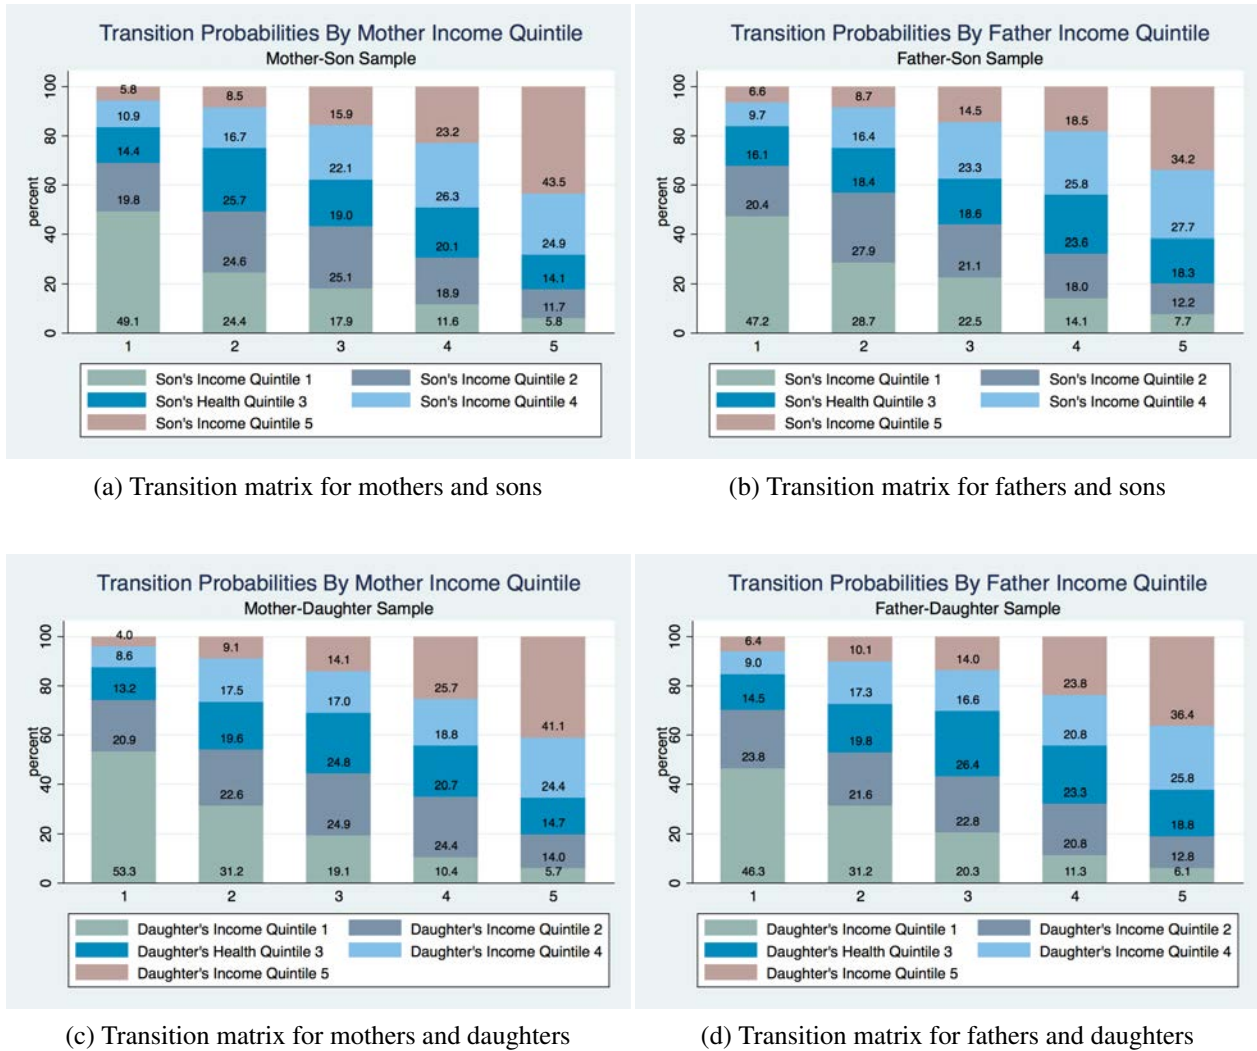 Transition Probabilities By Mother Income Quintile
Mother-Son Sample
percent
0 20 40 60 80 100
5.8 8.5 15.9 23.2 43.5
10.9 16.7 22.1 26.3 24.9
14.4 25.7 19.0 20.1 14.1
19.8 24.6 25.1 18.9 11.7
49.1 24.4 17.9 11.6 5.8
1 2 3 4 5
Son's Income Quintile 1 Son's Income Quintile 2
Son's Health Quintile 3 Son's Income Quintile 4
Son's Income Quintile 5
(a) Transition matrix for mothers and sons
Transition Probabilities By Father Income Quintile
Father-Son Sample
percent
0 20 40 60 80 100
6.6 8.7 14.5 18.5 34.2
9.7 16.4 23.3 25.8 27.7
16.1 18.4 18.6 23.6 18.3
20.4 27.9 21.1 18.0 12.2
47.2 28.7 22.5 14.1 7.7
1 2 3 4 5
Son's Income Quintile 1 Son's Income Quintile 2
Son's Health Quintile 3 Son's Income Quintile 4
Son's Income Quintile 5
(b) Transition matrix for fathers and sons
Transition Probabilities By Mother Income Quintile
Mother-Daughter Sample
percent
0 20 40 60 80 100
4.0 9.1 14.1 25.7 41.1
8.6 17.5 17.0 18.8 24.4
13.2 19.6 24.8 20.7 14.7
20.9 22.6 24.9 24.4 14.0
53.3 31.2 19.1 10.4 5.7
1 2 3 4 5
Daughter's Income Quintile 1 Daughter's Income Quintile 2
Daughter's Health Quintile 3 Daughter's Income Quintile 4
Daughter's Income Quintile 5
(c) Transition matrix for mothers and daughters
Transition Probabilities By Father Income Quintile
Father-Daughter Sample
percent
0 20 40 60 80 100
6.4 10.1 14.0 23.8 36.4
9.0 17.3 16.6 20.8 25.8
14.5 19.8 26.4 23.3 18.8
23.8 21.6 22.8 20.8 12.8
46.3 31.2 20.3 11.3 6.1
1 2 3 4 5
Daughter's Income Quintile 1 Daughter's Income Quintile 2
Daughter's Health Quintile 3 Daughter's Income Quintile 4
Daughter's Income Quintile 5
(d) Transition matrix for fathers and daughters